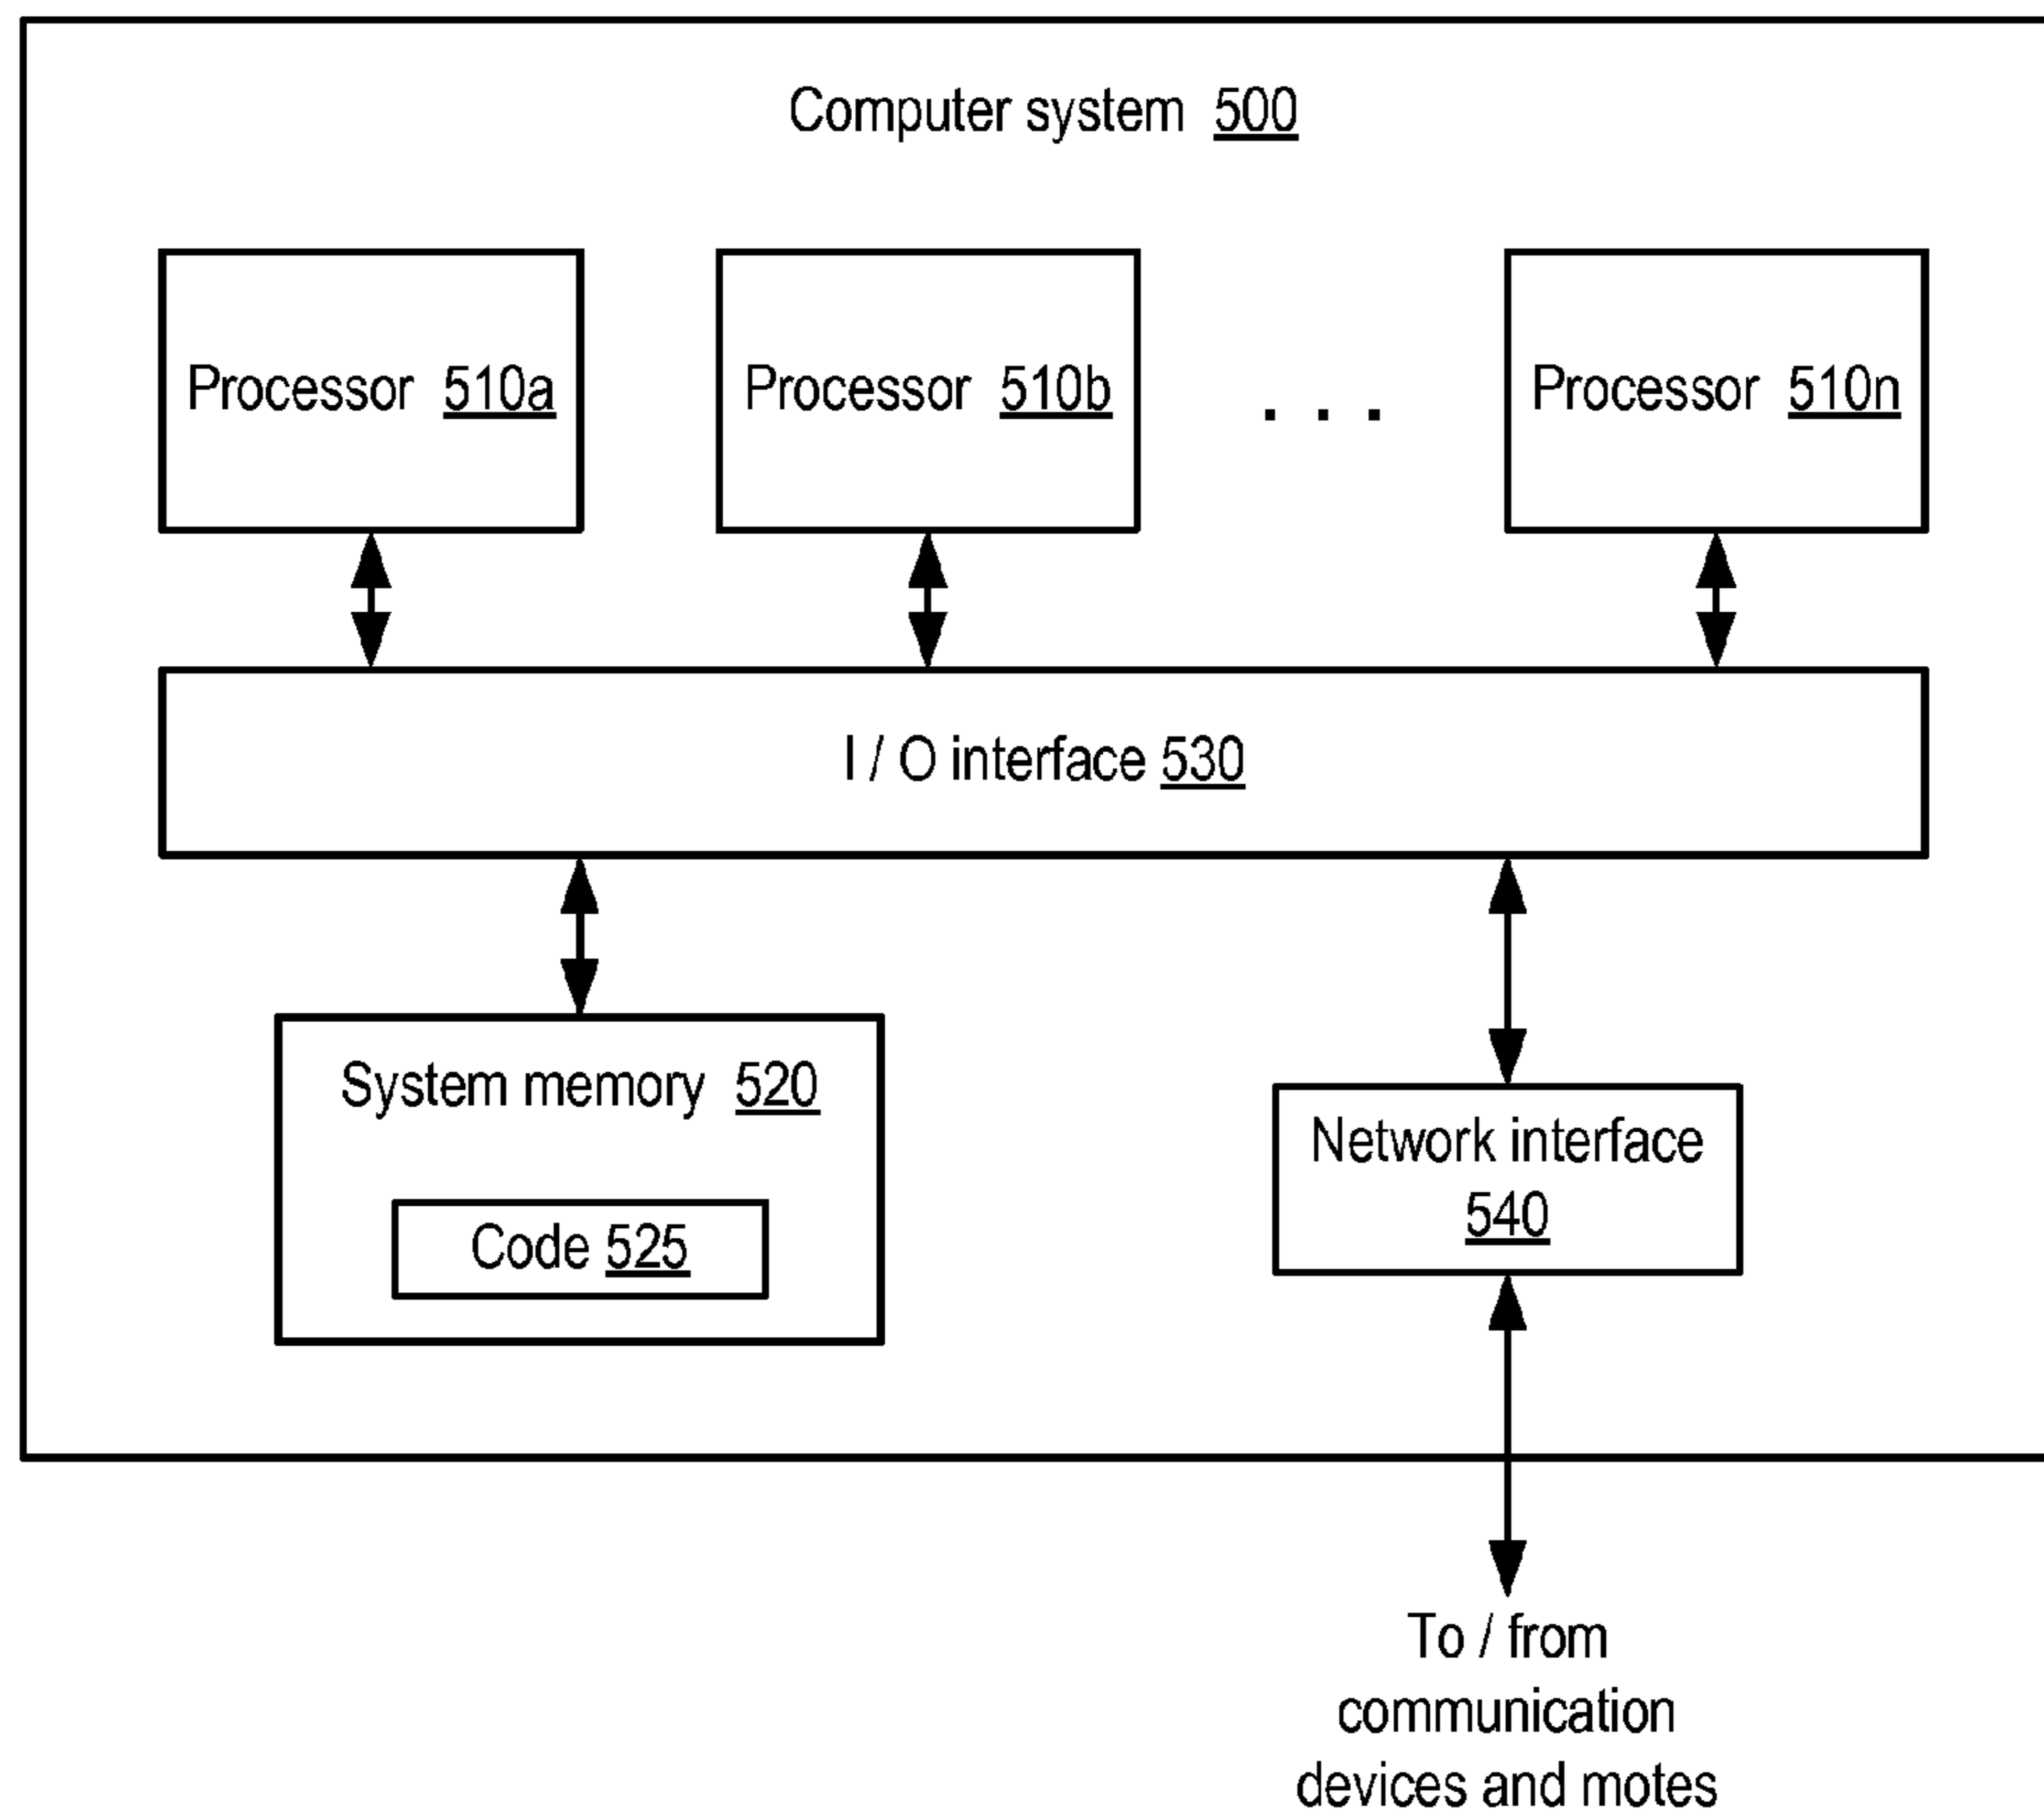 Computer system 500
Processor 510a
Processor 510b
. . .
Processor 510n
I / O interface 530
System memory 520
Code 525
Network interface
540
To / from
communication
devices and motes